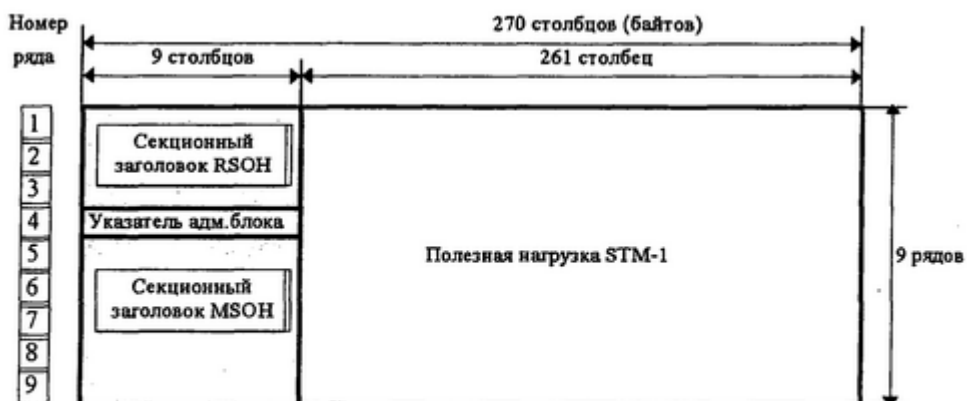 Номер ряда
270 столбцов (байтов)
9 столбцов
261 столбец
1
2
3
4
5
6
7
8
9
Секционный
заголовок RSOH
Указатель адм.блока
Секционный
заголовок MSOH
Полезная нагрузка STM-1
9 рядов